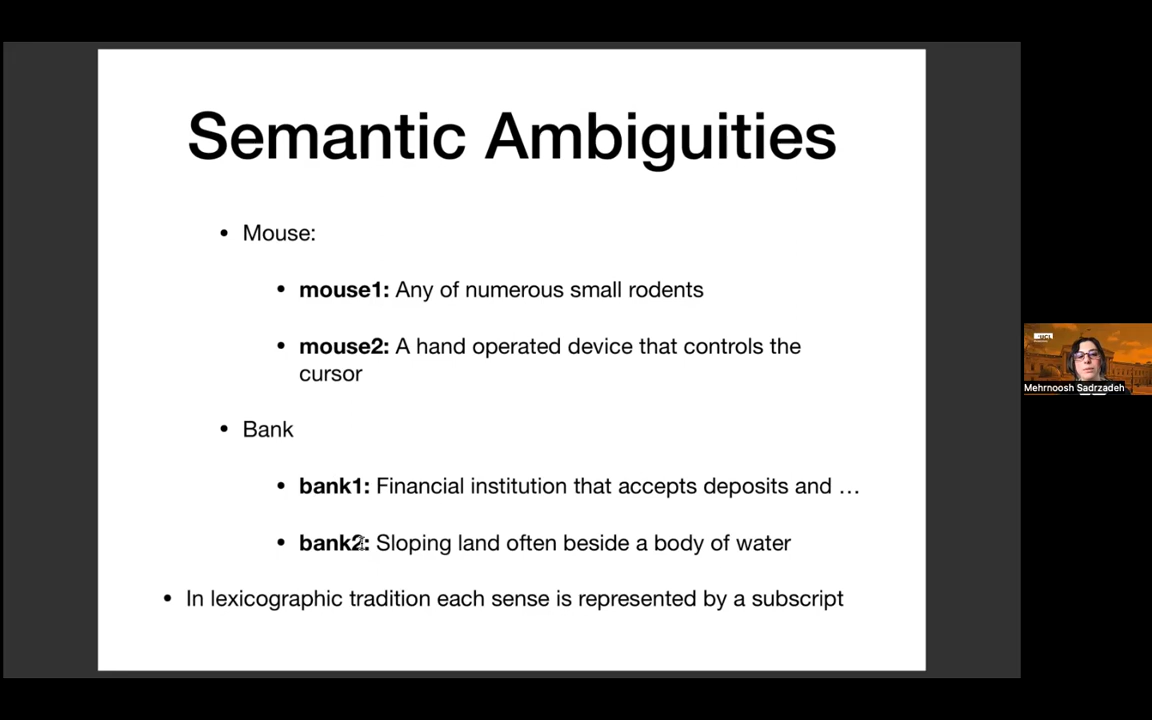 Semantic Ambiguities
• Mouse:
• mouse1: Any of numerous small rodents
• mouse2: A hand operated device that controls the
cursor
• Bank
• bank1: Financial institution that accepts deposits and …
• bank2: Sloping land often beside a body of water
• In lexicographic tradition each sense is represented by a subscript
UCL
Mehrnoosh Sadrzadeh